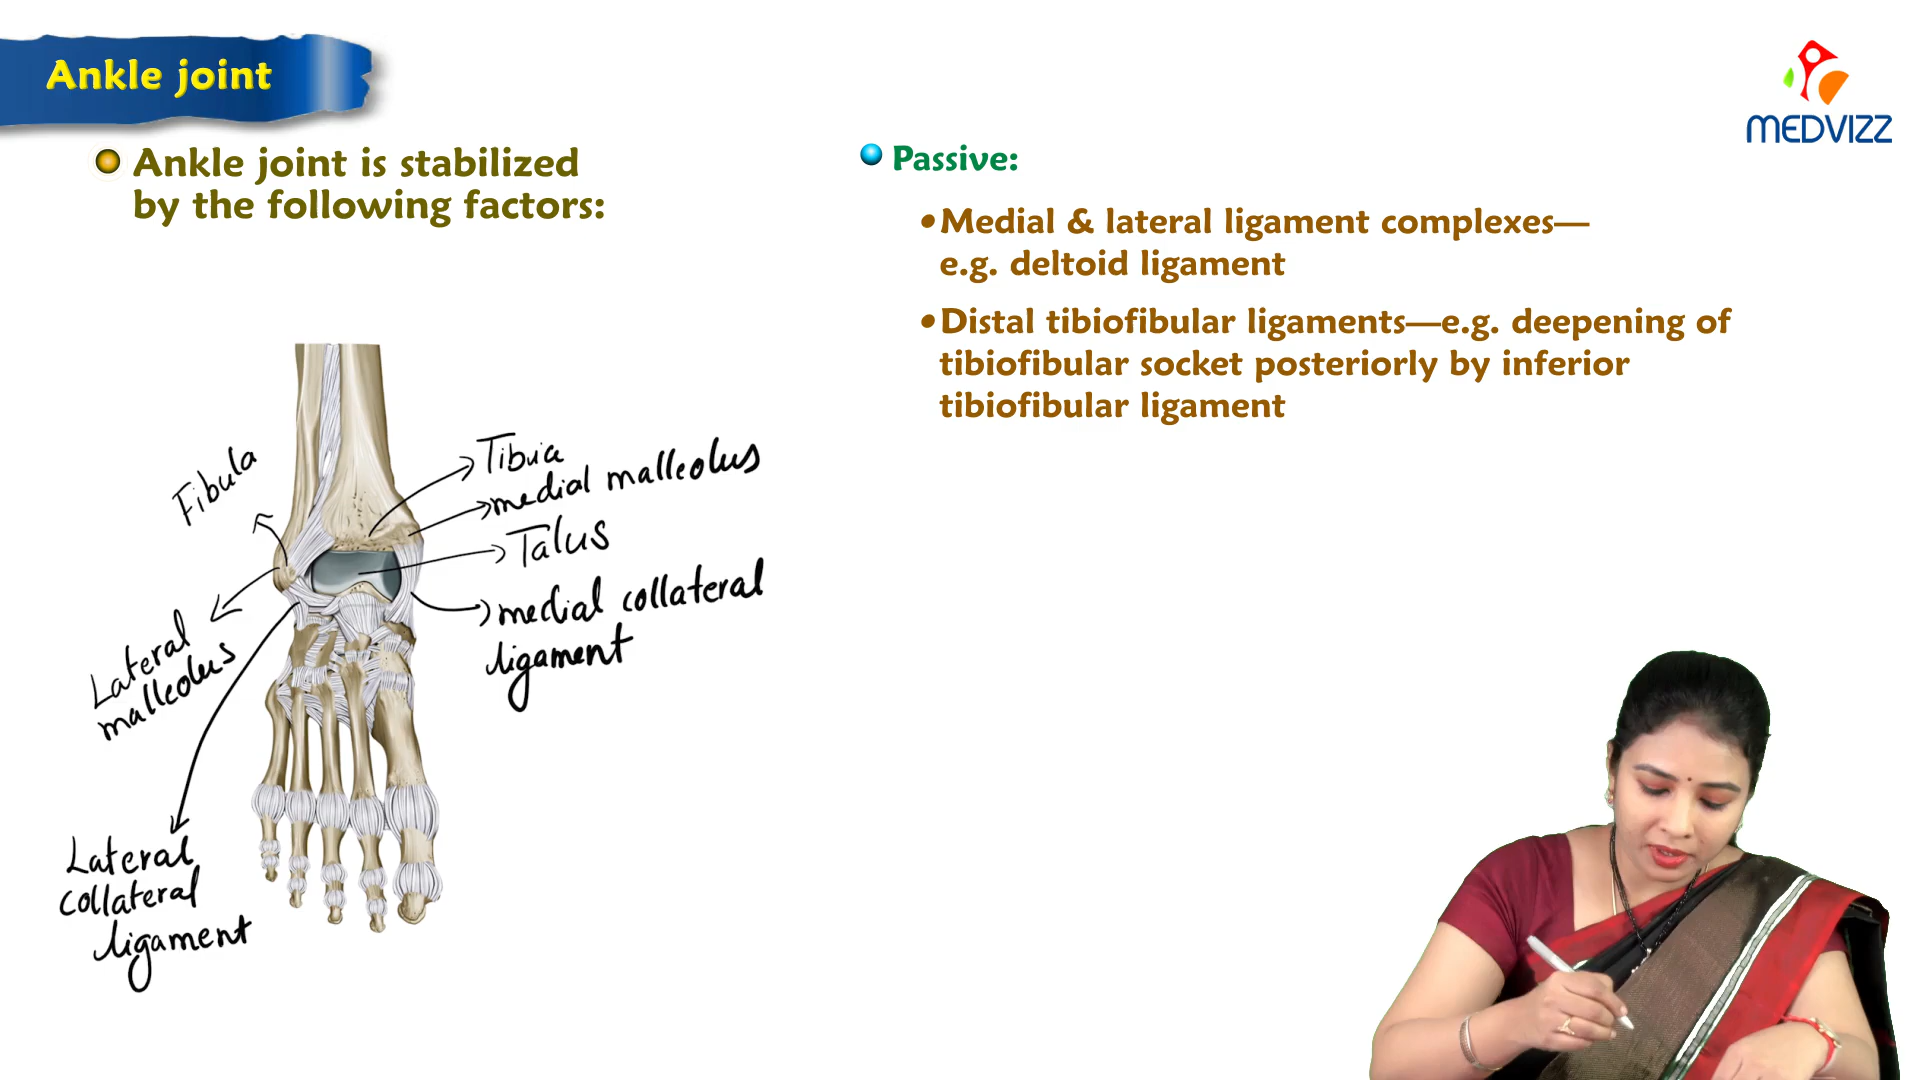 Ankle joint
MEDVIZZ
Ankle joint is stabilized
by the following factors:
Passive:
•Medial & lateral ligament complexes—
e.g. deltoid ligament
•Distal tibiofibular ligaments—e.g. deepening of
tibiofibular socket posteriorly by inferior
tibiofibular ligament
Fibula
Tibia
medial malleolus
Talus
medial collateral
ligament
Lateral
malleolus
Lateral
collateral
ligament